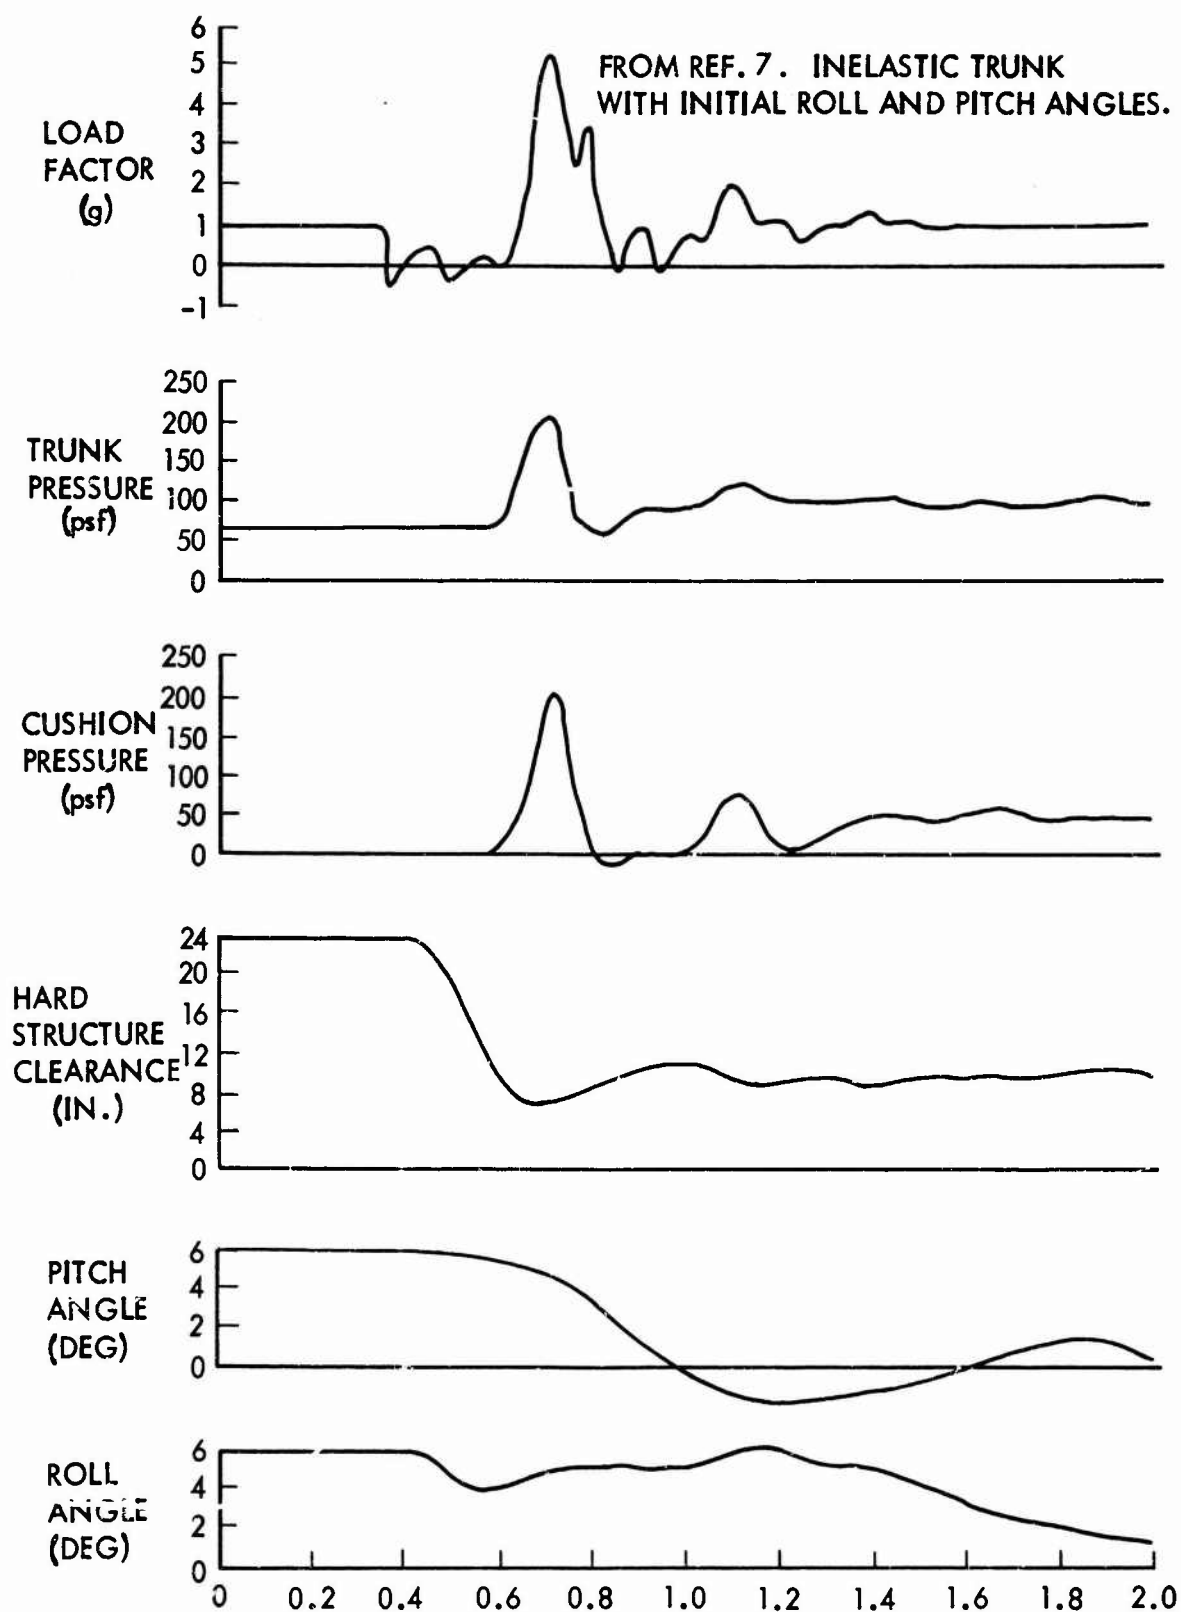 FROM REF. 7. INELASTIC TRUNK
WITH INITIAL ROLL AND PITCH ANGLES.
LOAD
FACTOR
(g)
6
5
4
3
2
1
0
-1
TRUNK
PRESSURE
(psf)
250
200
150
100
50
0
CUSHION
PRESSURE
(psf)
250
200
150
100
50
0
HARD
STRUCTURE
CLEARANCE
(IN.)
24
20
16
12
8
4
0
PITCH
ANGLE
(DEG)
6
4
2
0
ROLL
ANGLE
(DEG)
6
4
2
0
0 0.2 0.4 0.6 0.8 1.0 1.2 1.4 1.6 1.8 2.0